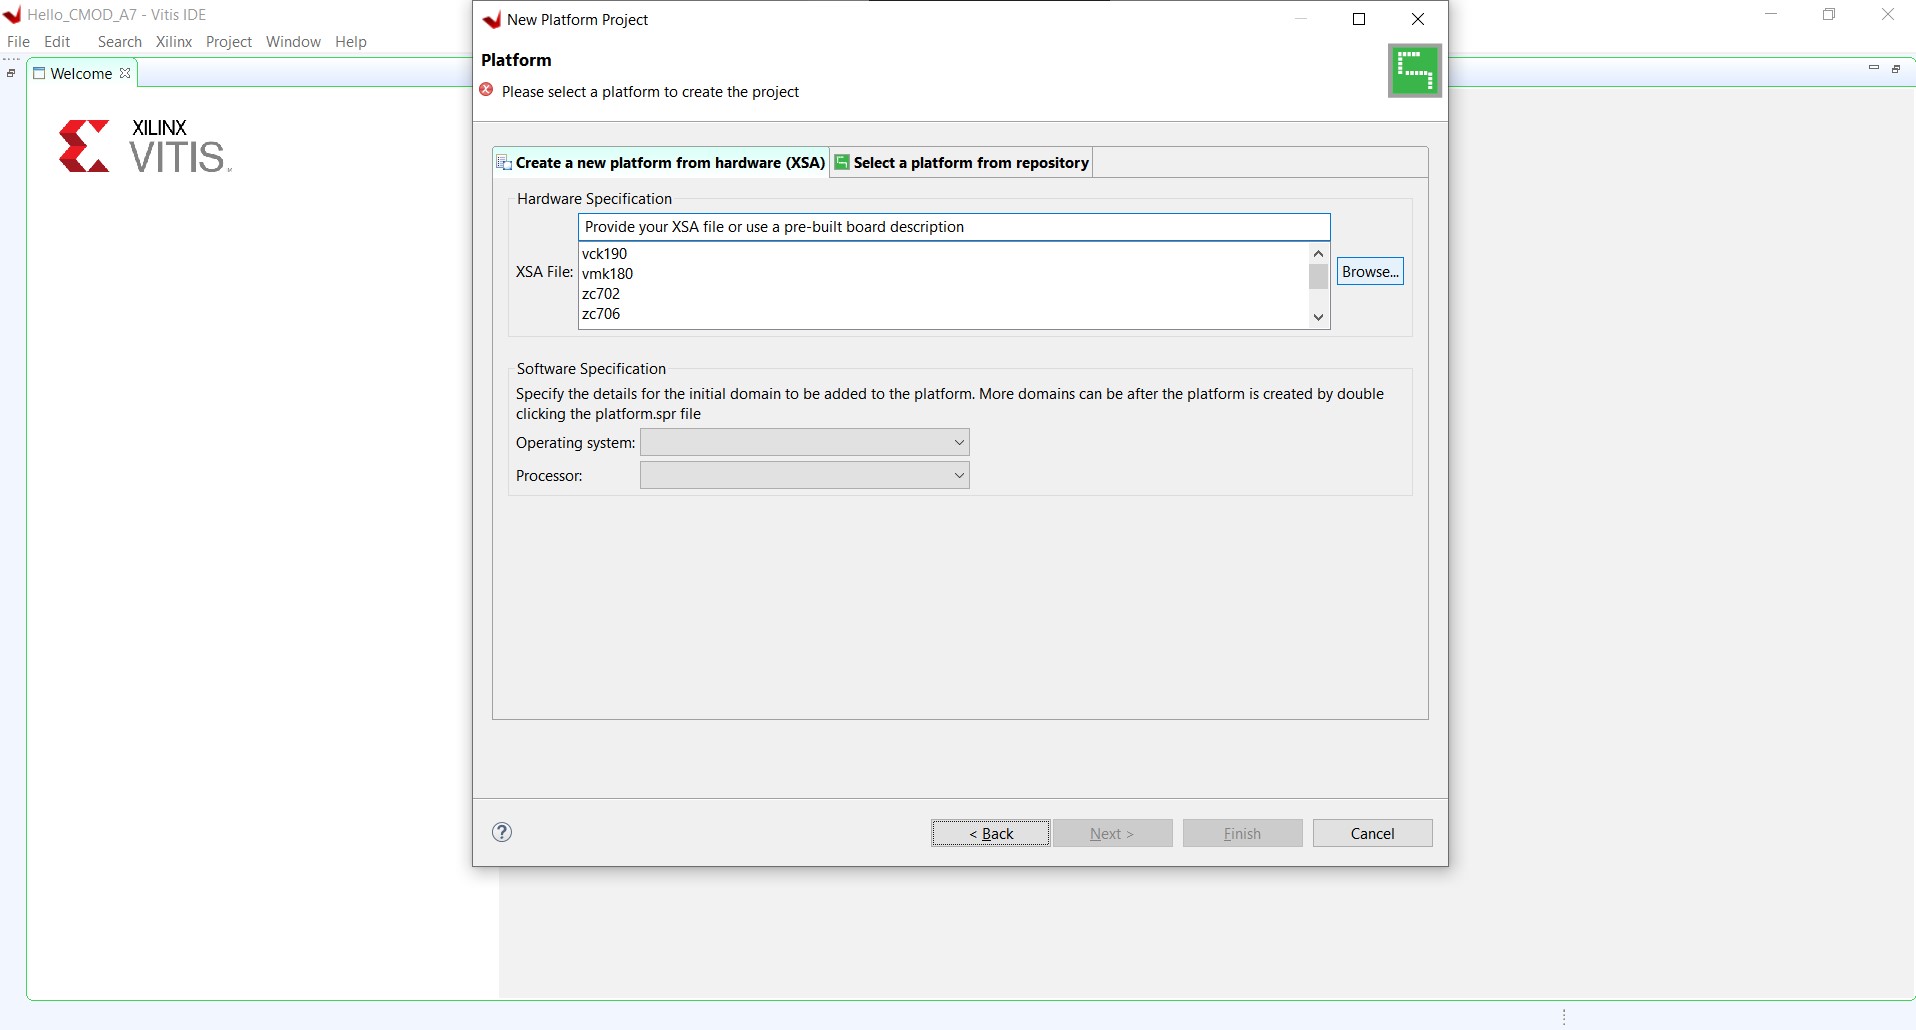 Hello_CMOD_A7 - Vitis IDE
File Edit Search Xilinx Project Window Help
Welcome
XILINX
VITIS
New Platform Project
Platform
Please select a platform to create the project
Create a new platform from hardware (XSA) Select a platform from repository
Hardware Specification
Provide your XSA file or use a pre-built board description
XSA File:
vck190
vmk180
zc702
zc706
Browse...
Software Specification
Specify the details for the initial domain to be added to the platform. More domains can be after the platform is created by double
clicking the platform.spr file
Operating system:
Processor:
< Back Next > Finish Cancel